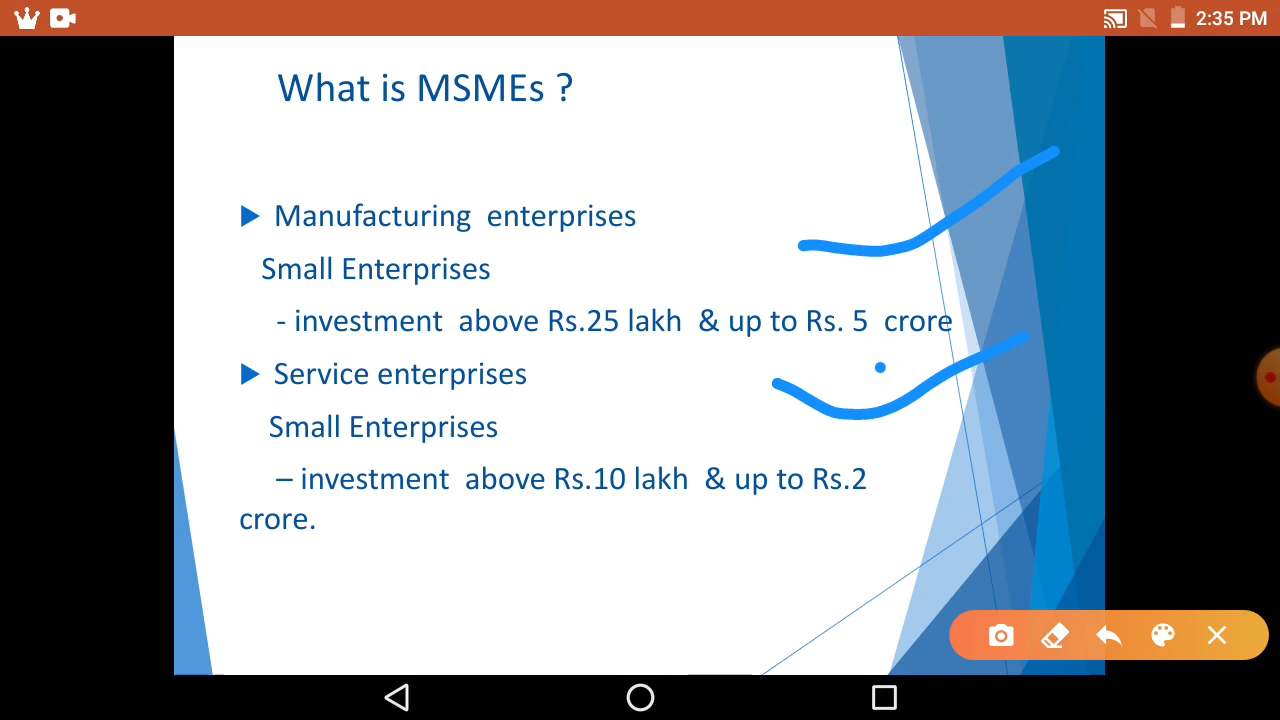 2:35 PM
What is MSMEs ?
Manufacturing enterprises
Small Enterprises
- investment above Rs.25 lakh & up to Rs. 5 crore
Service enterprises
Small Enterprises
– investment above Rs.10 lakh & up to Rs.2
crore.